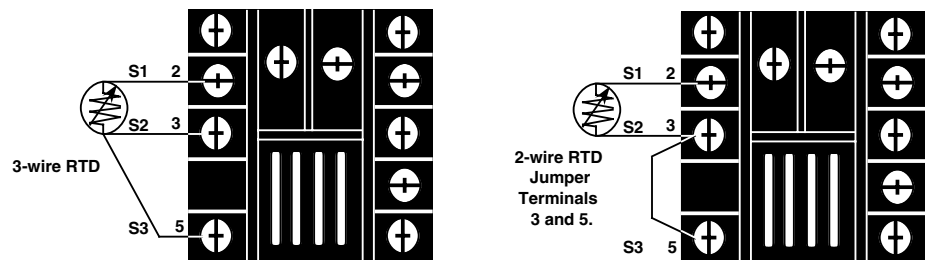 S1 2
S2 3
3-wire RTD
S3 5
S1 2
S2 3
2-wire RTD
Jumper
Terminals
3 and 5.
S3 5